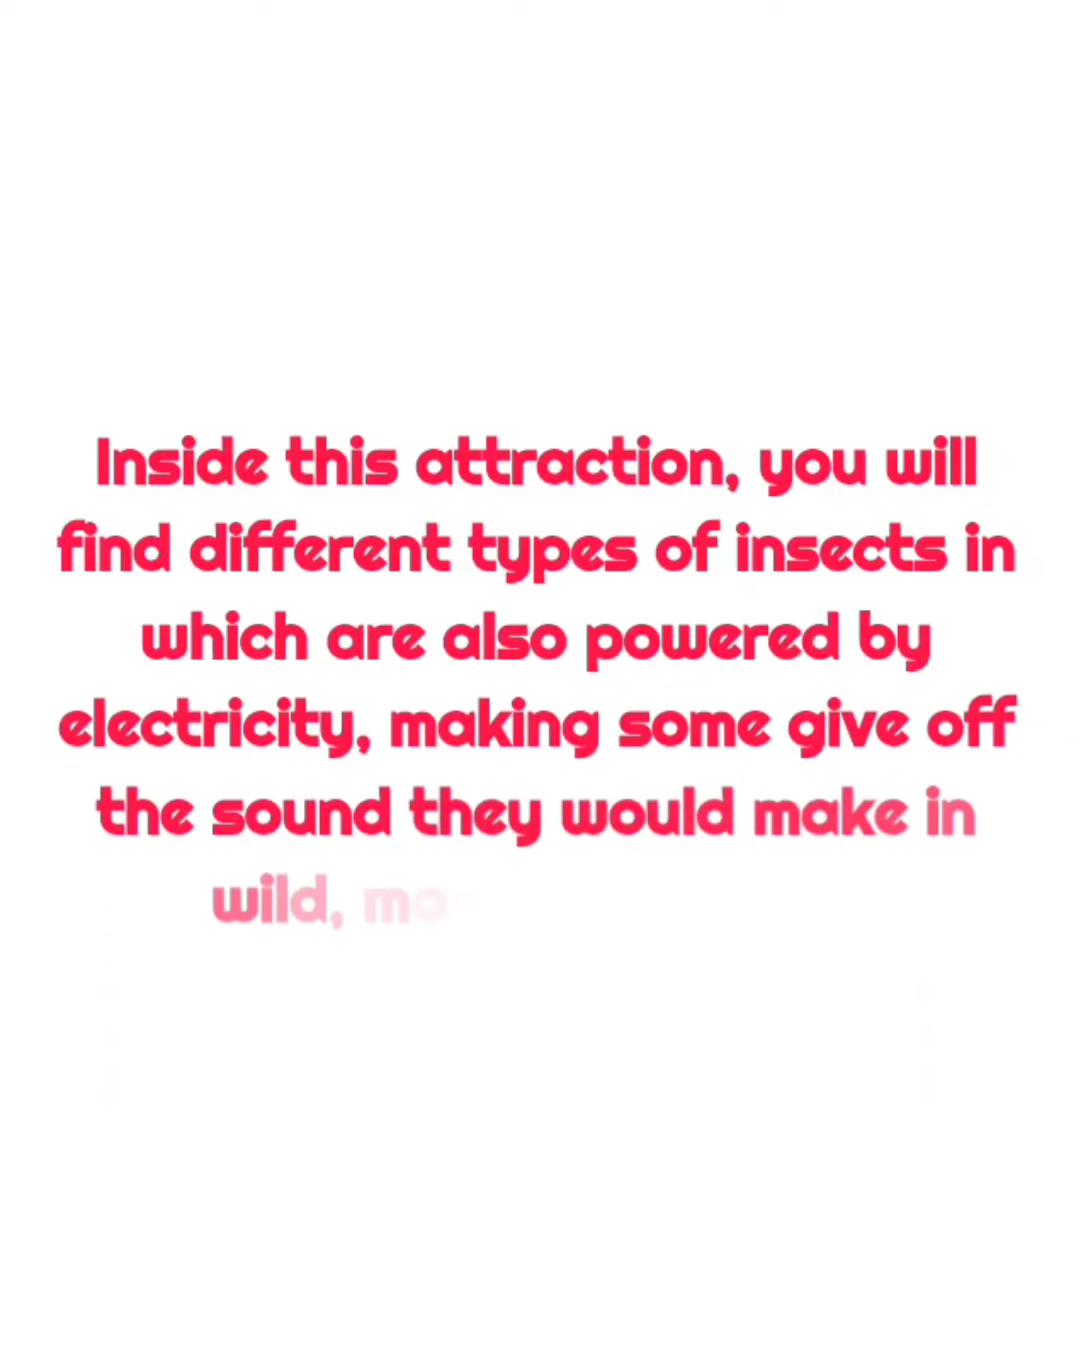 Inside this attraction, you will
find different types of insects in
which are also powered by
electricity, making some give off
the sound they would make in
wild,